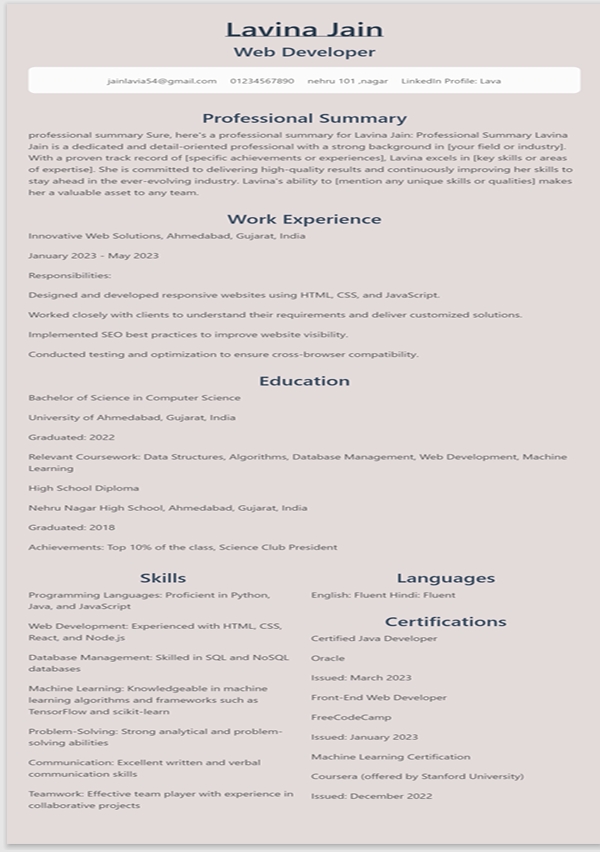 Lavina Jain
Web Developer
jainlavia54@gmail.com 01234567890 nehru 101 ,nagar LinkedIn Profile: Lava
Professional Summary
professional summary Sure, here's a professional summary for Lavina Jain: Professional Summary Lavina
Jain is a dedicated and detail-oriented professional with a strong background in [your field or industry].
With a proven track record of [specific achievements or experiences], Lavina excels in [key skills or areas
of expertise]. She is committed to delivering high-quality results and continuously improving her skills to
stay ahead in the ever-evolving industry. Lavina's ability to [mention any unique skills or qualities] makes
her a valuable asset to any team.
Work Experience
Innovative Web Solutions, Ahmedabad, Gujarat, India
January 2023 - May 2023
Responsibilities:
Designed and developed responsive websites using HTML, CSS, and JavaScript.
Worked closely with clients to understand their requirements and deliver customized solutions.
Implemented SEO best practices to improve website visibility.
Conducted testing and optimization to ensure cross-browser compatibility.
Education
Bachelor of Science in Computer Science
University of Ahmedabad, Gujarat, India
Graduated: 2022
Relevant Coursework: Data Structures, Algorithms, Database Management, Web Development, Machine
Learning
High School Diploma
Nehru Nagar High School, Ahmedabad, Gujarat, India
Graduated: 2018
Achievements: Top 10% of the class, Science Club President
Skills
Programming Languages: Proficient in Python,
Java, and JavaScript
Web Development: Experienced with HTML, CSS,
React, and Node.js
Database Management: Skilled in SQL and NoSQL
databases
Machine Learning: Knowledgeable in machine
learning algorithms and frameworks such as
TensorFlow and scikit-learn
Problem-Solving: Strong analytical and problem-
solving abilities
Communication: Excellent written and verbal
communication skills
Teamwork: Effective team player with experience in
collaborative projects
Languages
English: Fluent Hindi: Fluent
Certifications
Certified Java Developer
Oracle
Issued: March 2023
Front-End Web Developer
FreeCodeCamp
Issued: January 2023
Machine Learning Certification
Coursera (offered by Stanford University)
Issued: December 2022